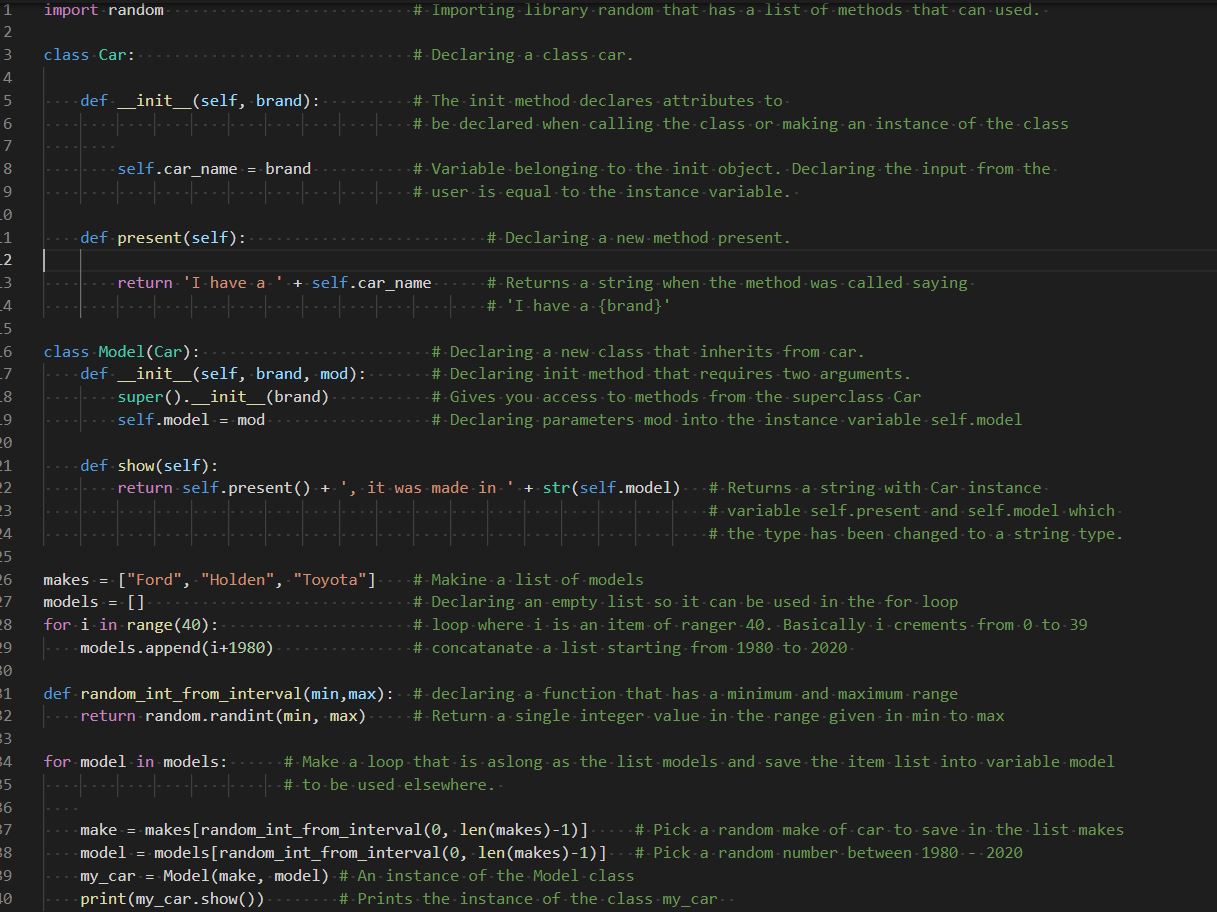 1 import random # Importing library random that has a list of methods that can used.
2
3 class Car: # Declaring a class car.
4
5 def __init__(self, brand): # The init method declares attributes to
6 # be declared when calling the class or making an instance of the class
7
8 self.car_name = brand # Variable belonging to the init object. Declaring the input from the
9 # user is equal to the instance variable.
10
11 def present(self): # Declaring a new method present.
12
13 return 'I have a ' + self.car_name # Returns a string when the method was called saying
14 # 'I have a {brand}'
15
16 class Model(Car): # Declaring a new class that inherits from car.
17 def __init__(self, brand, mod): # Declaring init method that requires two arguments.
18 super().__init__(brand) # Gives you access to methods from the superclass Car
19 self.model = mod # Declaring parameters mod into the instance variable self.model
20
21 def show(self):
22 return self.present() + ', it was made in ' + str(self.model) # Returns a string with Car instance
23 # variable self.present and self.model which
24 # the type has been changed to a string type.
25
26 makes = ["Ford", "Holden", "Toyota"] # Makine a list of models
27 models = [] # Declaring an empty list so it can be used in the for loop
28 for i in range(40): # loop where i is an item of ranger 40. Basically i crements from 0 to 39
29 models.append(i+1980) # concatanate a list starting from 1980 to 2020
30
31 def random_int_from_interval(min,max): # declaring a function that has a minimum and maximum range
32 return random.randint(min, max) # Return a single integer value in the range given in min to max
33
34 for model in models: # Make a loop that is aslong as the list models and save the item list into variable model
35 # to be used elsewhere.
36
37 make = makes[random_int_from_interval(0, len(makes)-1)] # Pick a random make of car to save in the list makes
38 model = models[random_int_from_interval(0, len(makes)-1)] # Pick a random number between 1980 - 2020
39 my_car = Model(make, model) # An instance of the Model class
40 print(my_car.show()) # Prints the instance of the class my_car